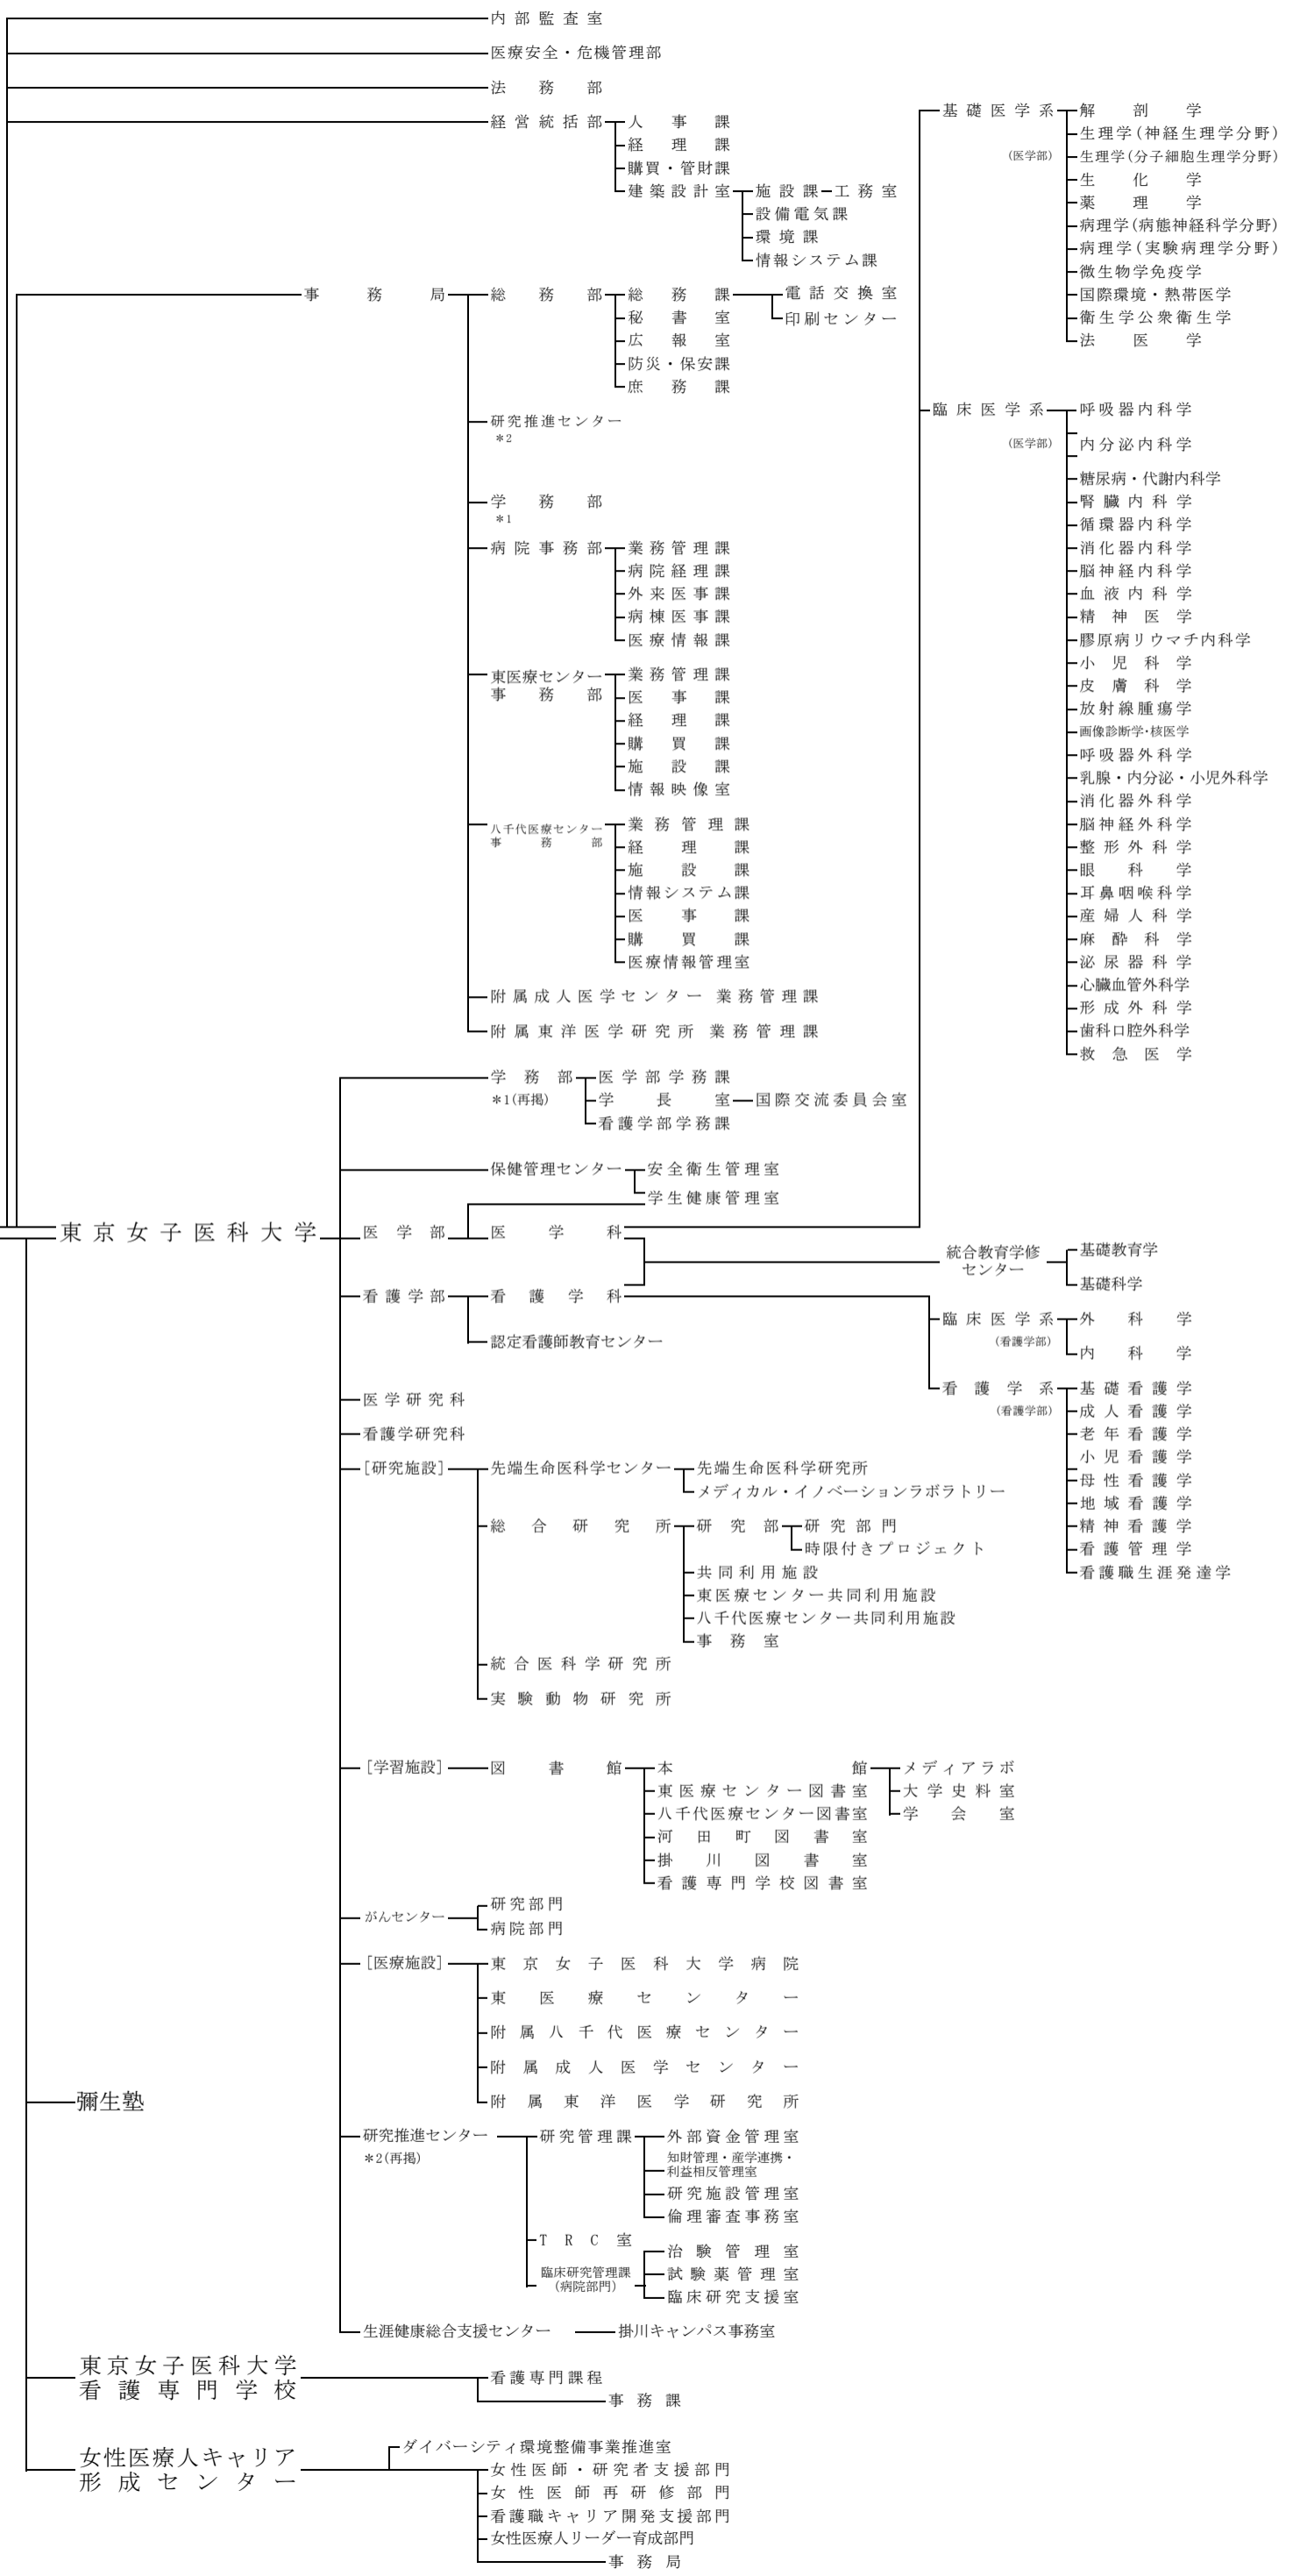 内部監査室
医療安全・危機管理部
法務部
経営統括部
人事課
経理課
購買・管財課
建築設計室
施設課
工務室
設備電気課
環境課
情報システム課
事務局
総務部
総務課
電話交換室
印刷センター
秘書室
広報室
防災・保安課
庶務課
研究推進センター
＊2
学務部
＊1
病院事務部
業務管理課
病院経理課
外来医事課
病棟医事課
医療情報課
東医療センター
事務部
業務管理課
医事課
経理課
購買課
施設課
情報映像室
八千代医療センター
事務部
業務管理課
経理課
施設課
情報システム課
医事課
購買課
医療情報管理室
附属成人医学センター 業務管理課
附属東洋医学研究所 業務管理課
基礎医学系
(医学部)
解剖学
生理学(神経生理学分野)
生理学(分子細胞生理学分野)
生化学
薬理学
病理学(病態神経科学分野)
病理学(実験病理学分野)
微生物学免疫学
国際環境・熱帯医学
衛生学公衆衛生学
法医学
臨床医学系
(医学部)
呼吸器内科学
内分泌内科学
糖尿病・代謝内科学
腎臓内科学
循環器内科学
消化器内科学
脳神経内科学
血液内科学
精神医学
膠原病リウマチ内科学
小児科学
皮膚科学
放射線腫瘍学
画像診断学・核医学
呼吸器外科学
乳腺・内分泌・小児外科学
消化器外科学
脳神経外科学
整形外科学
眼科学
耳鼻咽喉科学
産婦人科学
麻酔科学
泌尿器科学
心臓血管外科学
形成外科学
歯科口腔外科学
救急医学
学務部
＊1(再掲)
医学部学務課
学長室
国際交流委員会室
看護学部学務課
保健管理センター
安全衛生管理室
学生健康管理室
東京女子医科大学
医学部
医学科
統合教育学修
センター
基礎教育学
基礎科学
看護学部
看護学科
認定看護師教育センター
臨床医学系
(看護学部)
外科学
内科学
看護学系
(看護学部)
基礎看護学
成人看護学
老年看護学
小児看護学
母性看護学
地域看護学
精神看護学
看護管理学
看護職生涯発達学
医学研究科
看護学研究科
［研究施設］
先端生命医科学センター
先端生命医科学研究所
メディカル・イノベーションラボラトリー
総合研究所
研究部
研究部門
時限付きプロジェクト
共同利用施設
東医療センター共同利用施設
八千代医療センター共同利用施設
事務室
統合医科学研究所
実験動物研究所
［学習施設］
図書館
本館
メディアラボ
大学史料室
学会室
東医療センター図書室
八千代医療センター図書室
河田町図書室
掛川図書室
看護専門学校図書室
がんセンター
研究部門
病院部門
［医療施設］
東京女子医科大学病院
東医療センター
附属八千代医療センター
附属成人医学センター
附属東洋医学研究所
彌生塾
研究推進センター
＊2(再掲)
研究管理課
外部資金管理室
知財管理・産学連携・
利益相反管理室
研究施設管理室
倫理審査事務室
TRC室
臨床研究管理課
(病院部門)
治験管理室
試験薬管理室
臨床研究支援室
生涯健康総合支援センター
掛川キャンパス事務室
東京女子医科大学
看護専門学校
看護専門課程
事務課
女性医療人キャリア
形成センター
ダイバーシティ環境整備事業推進室
女性医師・研究者支援部門
女性医師再研修部門
看護職キャリア開発支援部門
女性医療人リーダー育成部門
事務局